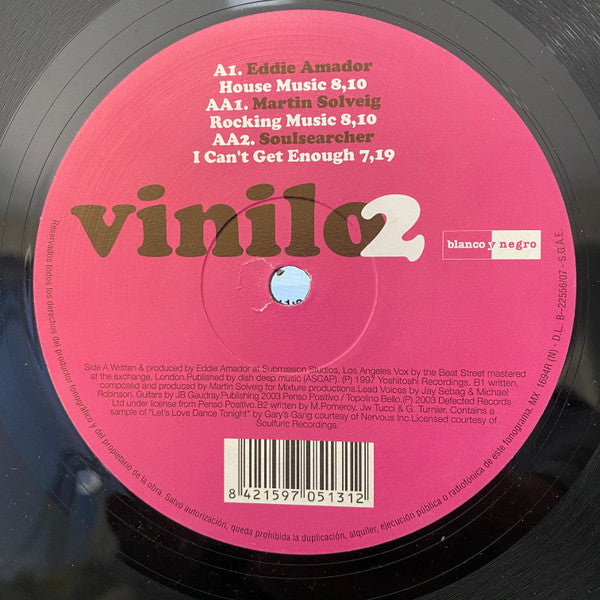 A1. Eddie Amador
House Music 8,10
AA1. Martin Solveig
Rocking Music 8,10
AA2. Soulsearcher
I Can't Get Enough 7,19
vinilo2
blanco y negro
Side A Written & produced by Eddie Amador at Submission Studios, Los Angeles Vox by the Beat Street mastered
at the exchange, London.Published by dish deep music (ASCAP). (P) 1997 Yoshitoshi Recordings. B1 written,
composed and produced by Martin Solveig for Mixture productions.Lead Voices by Jay Sebag & Michael
Robinson. Guitars by JB Gaudray.Publishing 2003 Penso Positivo / Topolino Bello.(P) 2003 Defected Records
Ltd under license from Penso Positivo.B2 written by M.Pomeroy, Jw Tucci & G. Turnier. Contains a
sample of "Let's Love Dance Tonight" by Gary's Gang courtesy of Nervous Inc.Licensed courtesy of
Soulfuric Recordings.
8 421597 051312
Reservados todos los derechos del productor fonográfico y del propietario de la obra. Salvo autorización, queda prohibida la duplicación, alquiler, ejecución pública o radiofónica de este fonograma. MX 1694R (N) - D.L. B-22556/07 - S.G.A.E.